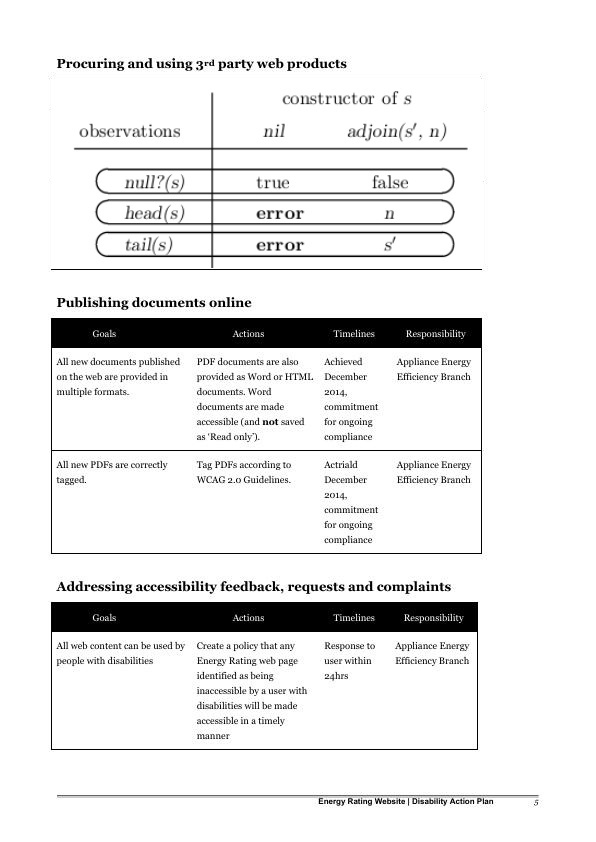 Procuring and using 3rd party web products
constructor of s
observations nil adjoin(s′, n)
null?(s) true false
head(s) error n
tail(s) error s′
Publishing documents online
Goals Actions Timelines Responsibility
All new documents published
on the web are provided in
multiple formats.
PDF documents are also
provided as Word or HTML
documents. Word
documents are made
accessible (and not saved
as ‘Read only’).
Achieved
December
2014,
commitment
for ongoing
compliance
Appliance Energy
Efficiency Branch
All new PDFs are correctly
tagged.
Tag PDFs according to
WCAG 2.0 Guidelines.
Actriald
December
2014,
commitment
for ongoing
compliance
Appliance Energy
Efficiency Branch
Addressing accessibility feedback, requests and complaints
Goals Actions Timelines Responsibility
All web content can be used by
people with disabilities
Create a policy that any
Energy Rating web page
identified as being
inaccessible by a user with
disabilities will be made
accessible in a timely
manner
Response to
user within
24hrs
Appliance Energy
Efficiency Branch
Energy Rating Website | Disability Action Plan 5